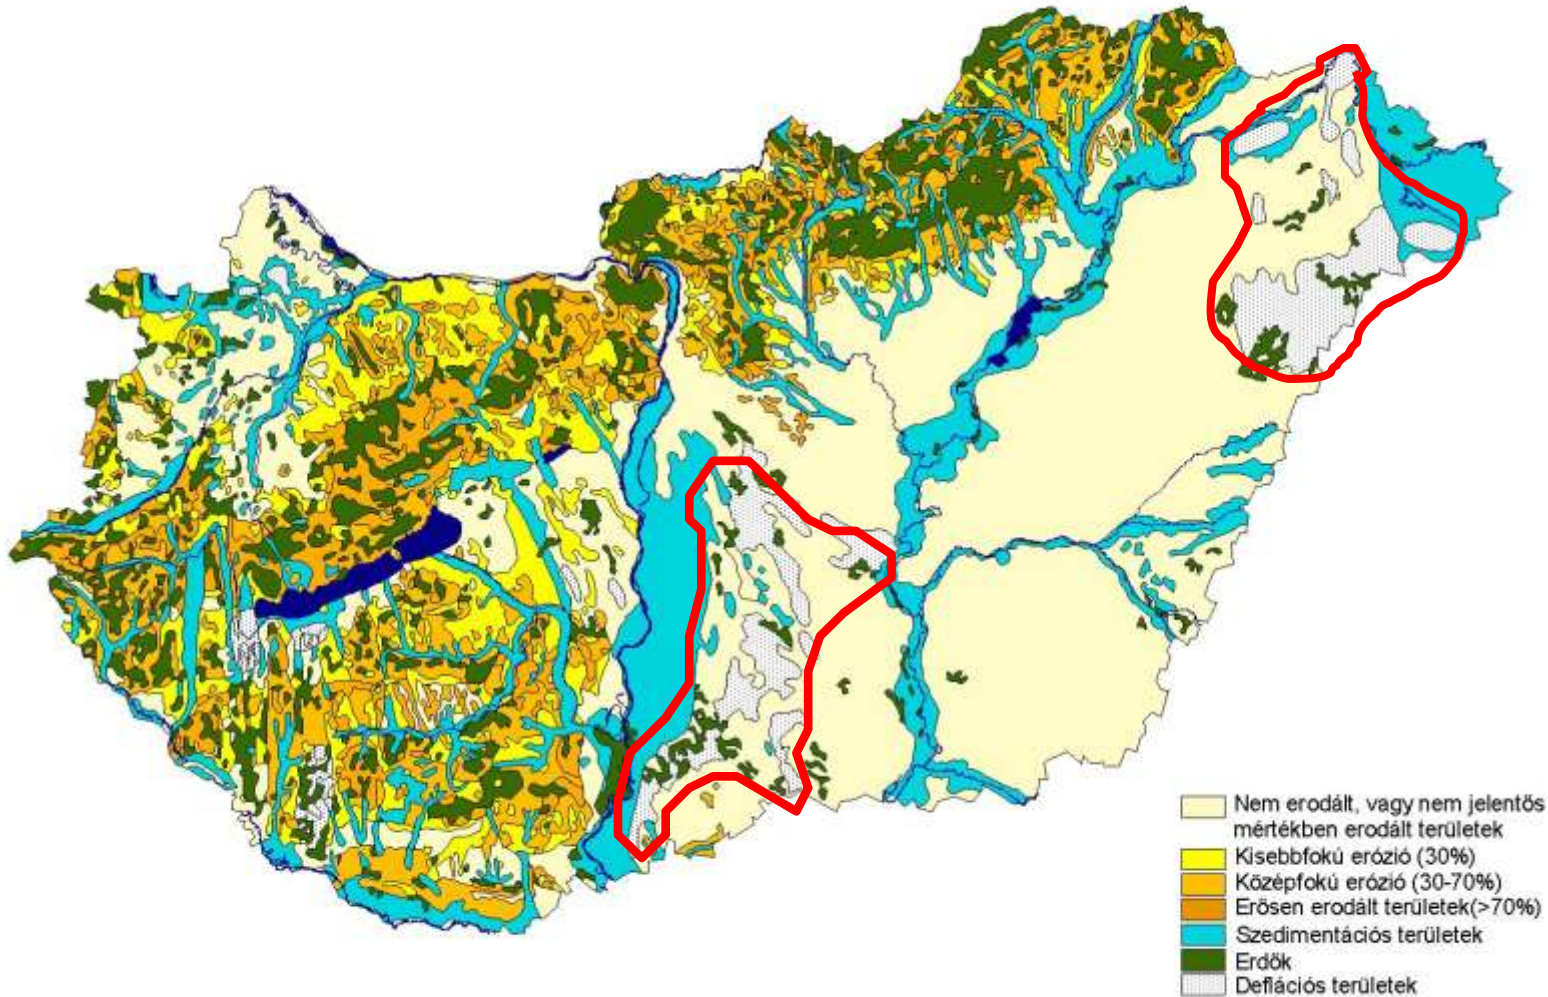 Nem erodált, vagy nem jelentős
mértékben erodált területek
Kisebbfokú erózió (30%)
Középfokú erózió (30-70%)
Erősen erodált területek(>70%)
Szedimentációs területek
Erdők
Deflációs területek